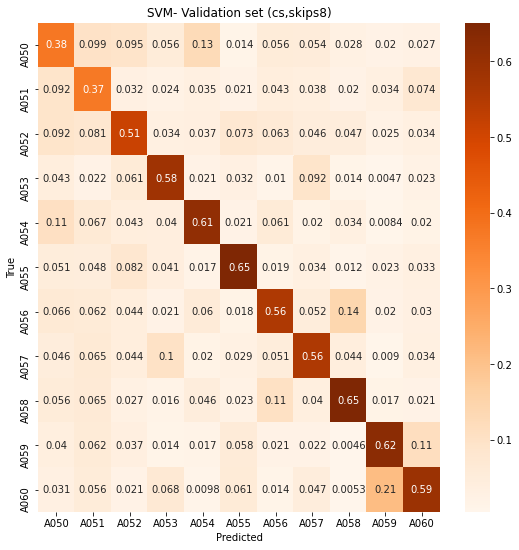 SVM- Validation set (cs,skips8)
A050 0.38 0.099 0.095 0.056 0.13 0.014 0.056 0.054 0.028 0.02 0.027
A051 0.092 0.37 0.032 0.024 0.035 0.021 0.043 0.038 0.02 0.034 0.074
A052 0.092 0.081 0.51 0.034 0.037 0.073 0.063 0.046 0.047 0.025 0.034
A053 0.043 0.022 0.061 0.58 0.021 0.032 0.01 0.092 0.014 0.0047 0.023
A054 0.11 0.067 0.043 0.04 0.61 0.021 0.061 0.02 0.034 0.0084 0.02
A055 0.051 0.048 0.082 0.041 0.017 0.65 0.019 0.034 0.012 0.023 0.033
True
A056 0.066 0.062 0.044 0.021 0.06 0.018 0.56 0.052 0.14 0.02 0.03
A057 0.046 0.065 0.044 0.1 0.02 0.029 0.051 0.56 0.044 0.009 0.034
A058 0.056 0.065 0.027 0.016 0.046 0.023 0.11 0.04 0.65 0.017 0.021
A059 0.04 0.062 0.037 0.014 0.017 0.058 0.021 0.022 0.0046 0.62 0.11
A060 0.031 0.056 0.021 0.068 0.0098 0.061 0.014 0.047 0.0053 0.21 0.59
A050 A051 A052 A053 A054 A055 A056 A057 A058 A059 A060
Predicted
0.6
0.5
0.4
0.3
0.2
0.1